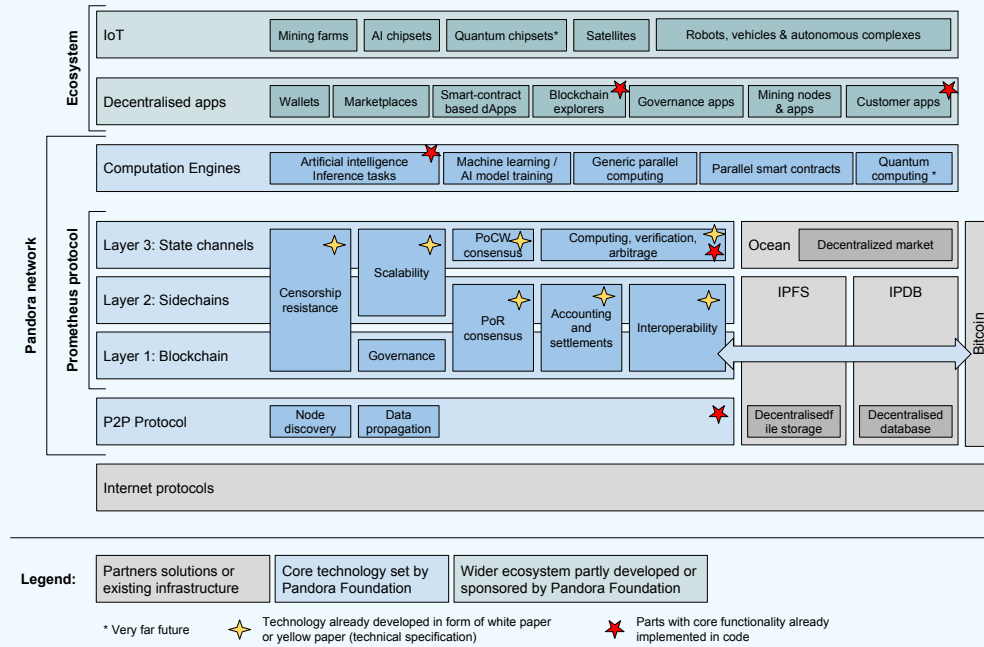 Ecosystem
IoT
Mining farms
AI chipsets
Quantum chipsets*
Satellites
Robots, vehicles & autonomous complexes
Decentralised apps
Wallets
Marketplaces
Smart-contract
based dApps
Blockchain
explorers
Governance apps
Mining nodes
& apps
Customer apps
Pandora network
Computation Engines
Artificial intelligence
Inference tasks
Machine learning /
AI model training
Generic parallel
computing
Parallel smart contracts
Quantum
computing *
Prometheus protocol
Layer 3: State channels
Layer 2: Sidechains
Layer 1: Blockchain
Censorship
resistance
Scalability
Governance
PoCW
consensus
Computing, verification,
arbitrage
PoR
consensus
Accounting
and
settlements
Interoperability
Ocean
Decentralized market
IPFS
IPDB
Bitcoin
P2P Protocol
Node
discovery
Data
propagation
Decentralisedf
ile storage
Decentralised
database
Internet protocols
Legend:
Partners solutions or
existing infrastructure
Core technology set by
Pandora Foundation
Wider ecosystem partly developed or
sponsored by Pandora Foundation
* Very far future
Technology already developed in form of white paper
or yellow paper (technical specification)
Parts with core functionality already
implemented in code